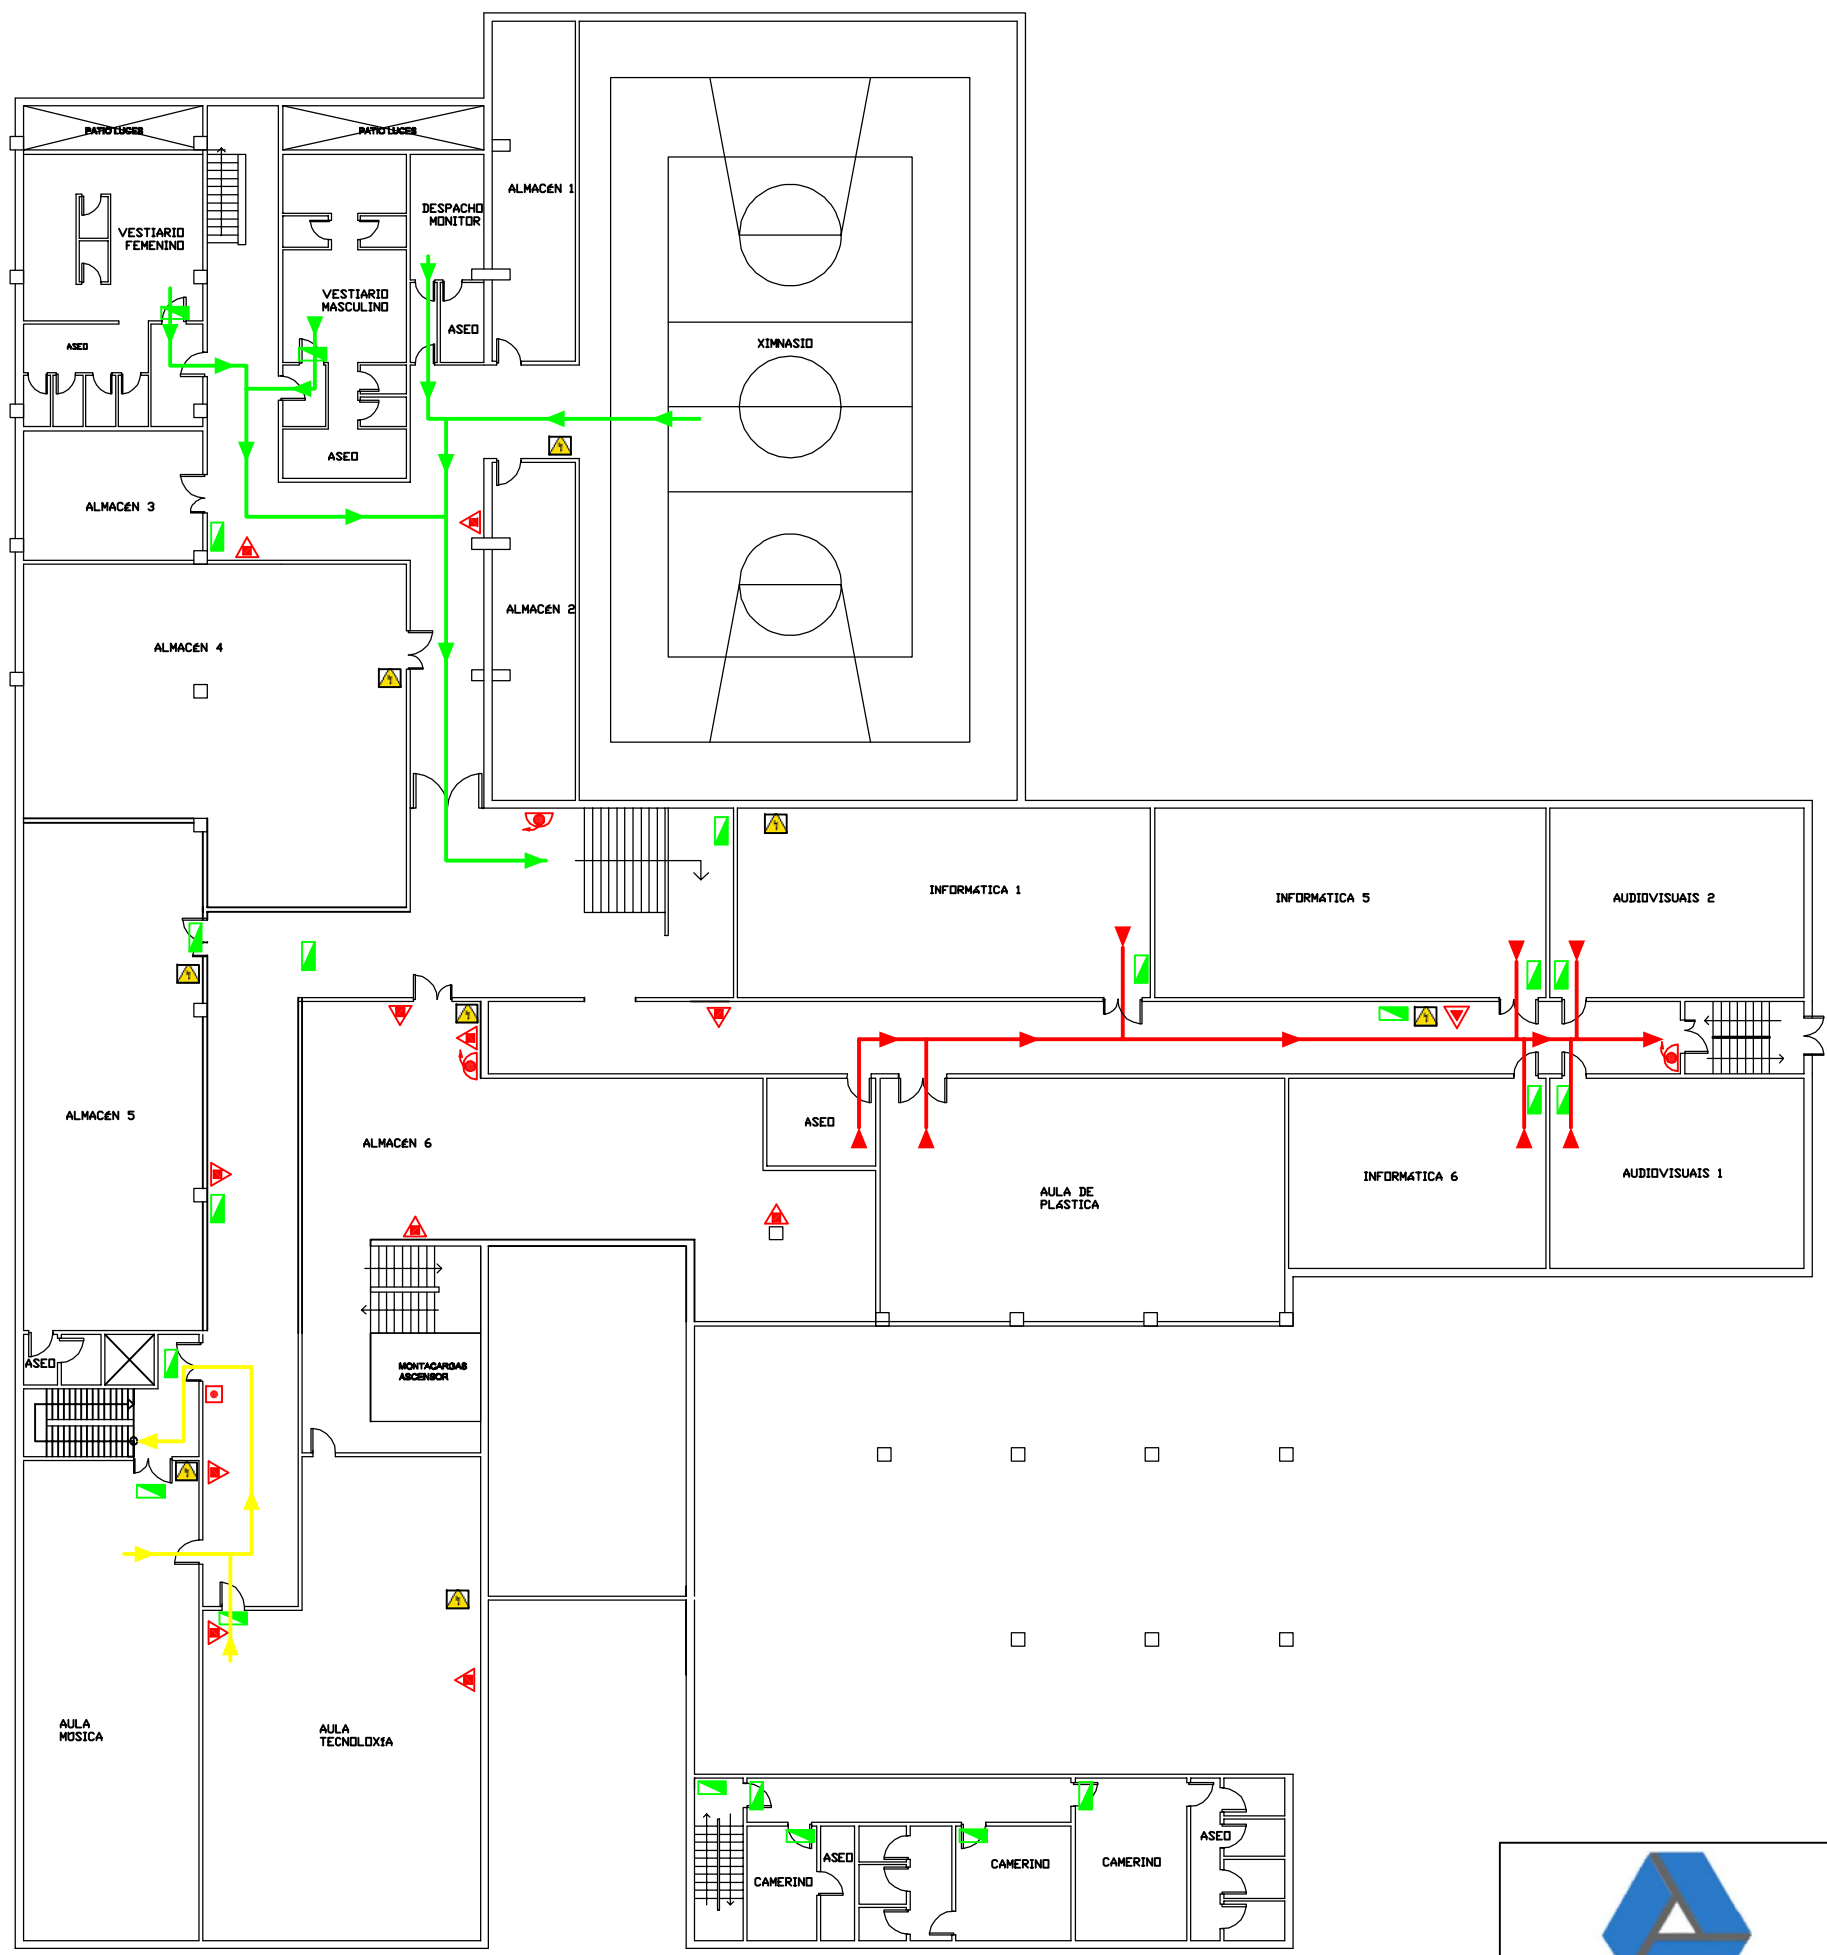 PATIO LUCES
PATIO LUCES
ALMACÉN 1
DESPACHO
MONITOR
VESTIARIO
FEMENINO
VESTIARIO
MASCULINO
ASEO
XIMNASIO
ASEO
ASEO
ALMACÉN 3
ALMACÉN 2
ALMACÉN 4
INFORMÁTICA 1
INFORMÁTICA 5
AUDIOVISUAIS 2
ALMACÉN 5
ASEO
ALMACÉN 6
INFORMÁTICA 6
AUDIOVISUAIS 1
AULA DE
PLÁSTICA
ASEO
MONTACARGAS
ASCENSOR
AULA
MÚSICA
AULA
TECNOLOXÍA
ASEO
ASEO
CAMERINO
CAMERINO
CAMERINO